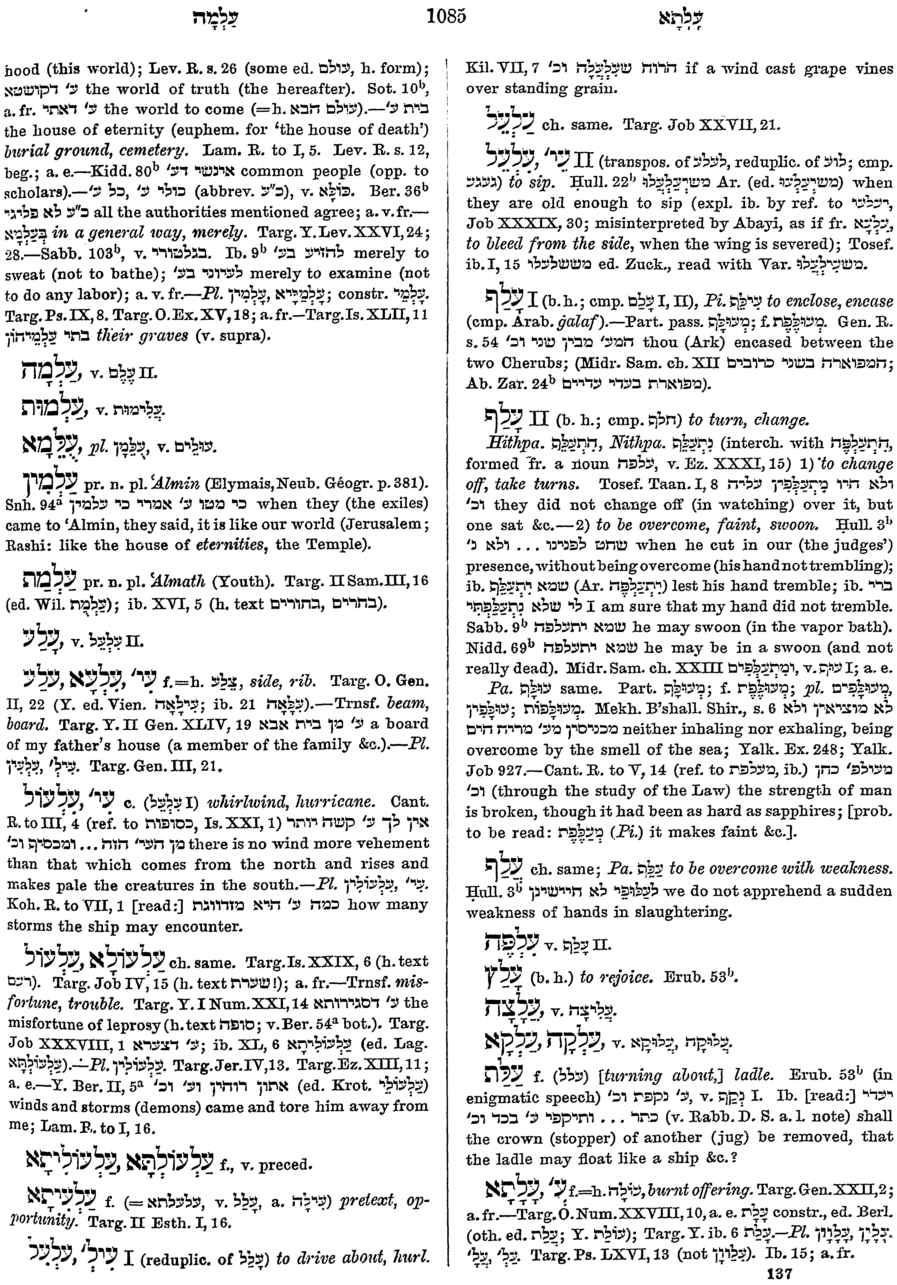 עָלְמָה 1085 עֲלָתָא
hood (this world); Lev. R. s. 26 (some ed. עולם, h. form);
ע׳ דקושטא the world of truth (the hereafter). Sot. 10ᵇ,
a. fr. ע׳ דאתי the world to come (=h. עולם הבא).—בית ע׳
the house of eternity (euphem. for ‘the house of death’)
burial ground, cemetery. Lam. R. to I, 5. Lev. R. s. 12,
beg.; a. e.—Kidd. 80ᵇ אינשי דע׳ common people (opp. to
scholars).—כולי ע׳, כל ע׳ (abbrev. כ״ע), v. כּוֹלָּא. Ber. 36ᵇ
דכ״ע לא פליגי all the authorities mentioned agree; a. v. fr.—
בְּעָלְמָא in a general way, merely. Targ. Y. Lev. XXVI, 24;
28.—Sabb. 103ᵇ, v. בגלטורי. Ib. 9ᵇ להזיע בע׳ merely to
sweat (not to bathe); לעיוני בע׳ merely to examine (not
to do any labor); a. v. fr.—Pl. עָלְמִין, עָלְמַיָּא; constr. עָלְמֵי.
Targ. Ps. IX, 8. Targ. O. Ex. XV, 18; a. fr.—Targ. Is. XLII, 11
בתי עָלְמֵיהוֹן their graves (v. supra).
עַלְמָה, v. עֶלֶם II.
עַלְמוּת, v. עֲלֵימוּת.
עֻלֵּמָא, pl. עֻלֵּמָן, v. עוּלֵים.
עָלְמִין pr. n. pl. ‘Almin (Elymais, Neub. Géogr. p. 381).
Snh. 94ᵃ כי מטו ע׳ אמרי כי עלמין when they (the exiles)
came to ‘Almin, they said, it is like our world (Jerusalem;
Rashi: like the house of eternities, the Temple).
עַלְמַת pr. n. pl. ‘Almath (Youth). Targ. II Sam. III, 16
(ed. Wil. עָלְמָת); ib. XVI, 5 (h. text בחרים, בחורים).
עָלַע, v. עַלְעֵל II.
עֲלַע, עִלְעָא, עי׳ f.=h. צֵלָע, side, rib. Targ. O. Gen.
II, 22 (Y. ed. Vien. עִילְעָא; ib. 21 עִלְעָאָה).—Trnsf. beam,
board. Targ. Y. II Gen. XLIV, 19 ע׳ מן בית אבא a board
of my father’s house (a member of the family &c.).—Pl.
עִלְעִין, עִיל׳. Targ. Gen. III, 21.
עִלְעוֹל, עי׳ c. (עַלְעֵל I) whirlwind, hurricane. Cant.
R. to III, 4 (ref. to כסופות, Is. XXI, 1) אין לך ע׳ קשה יותר
מן העי׳ הזה ... ומכסיף וכ׳ there is no wind more vehement
than that which comes from the north and rises and
makes pale the creatures in the south.—Pl. עִלְעוֹלִין, עי׳.
Koh. R. to VII, 1 [read:] כמה ע׳ היא מזדווגת how many
storms the ship may encounter.
עַלְעוֹל, עַלְעוֹלָא ch. same. Targ. Is. XXIX, 6 (h. text
רעם). Targ. Job IV, 15 (h. text שערת!); a. fr.—Trnsf. mis-
fortune, trouble. Targ. Y. I Num. XXI, 14 ע׳ דסגירותא the
misfortune of leprosy (h. text סופה; v. Ber. 54ᵃ bot.). Targ.
Job XXXVIII, 1 ע׳ דצערא; ib. XL, 6 עַלְעוֹלִיתָא (ed. Lag.
עַלְעוֹלְתָּא).—Pl. עַלְעוֹלִין. Targ. Jer. IV, 13. Targ. Ez. XIII, 11;
a. e.—Y. Ber. II, 5ᵃ אתון רוחין וע׳ וכ׳ (ed. Krot. עַלְעוֹלֵי)
winds and storms (demons) came and tore him away from
me; Lam. R. to I, 16.
עַלְעוֹלְתָּא, עַלְעוֹלִיתָא f., v. preced.
עַלְעִיתָא f. (=עלעלתא, v. עֲלַל, a. עִילָּה) pretext, op-
portunity. Targ. II Esth. I, 16.
עִלְעֵל, עִיל׳ I (reduplic. of עָלַל) to drive about, hurl.
Kil. VII, 7 הרוח שעִלְעֲלָה וכ׳ if a wind cast grape vines
over standing grain.
עַלְעֵל ch. same. Targ. Job XXVII, 21.
עִלְעֵל, עי׳ II (transpos. of לעלע, reduplic. of לוע; cmp.
געגע) to sip. Ḥull. 22ᵇ משיעלעלו Ar. (ed. משיעלעו) when
they are old enough to sip (expl. ib. by ref. to יעלעו,
Job XXXIX, 30; misinterpreted by Abayi, as if fr. עִלְעָא,
to bleed from the side, when the wing is severed); Tosef.
ib. I, 15 מששלעלו ed. Zuck., read with Var. משעילעלו.
עָלַף I (b. h.; cmp. עָלַם I, II), Pi. עִילֵּף to enclose, encase
(cmp. Arab. ġalaf).—Part. pass. מְעוּלָּף; f. מְעוּלֶּפֶת. Gen. R.
s. 54 המע׳ מבין שני וכ׳ thou (Ark) encased between the
two Cherubs; (Midr. Sam. ch. XII המפוארה בשני כרובים;
Ab. Zar. 24ᵇ מפוארת בעדי עדיים).
עָלַף II (b. h.; cmp. חלף) to turn, change.
Hithpa. הִתְעַלֵּף, Nithpa. נִתְעַלֵּף (interch. with הִתְעַלְפֶּה,
formed fr. a noun עלפה, v. Ez. XXXI, 15) 1) to change
off, take turns. Tosef. Taan. I, 8 ולא היו מִתְעַלְּפִין עליה
וכ׳ they did not change off (in watching) over it, but
one sat &c.—2) to be overcome, faint, swoon. Ḥull. 3ᵇ
שחט לפנינו ... ולא נ׳ when he cut in our (the judges’)
presence, without being overcome (his hand not trembling);
ib. שמא יִתְעַלֵּף (Ar. יִתְעַלְפֶּה) lest his hand tremble; ib. ברי
לי שלא נִתְעַלַּפְתִּי I am sure that my hand did not tremble.
Sabb. 9ᵇ שמא יתעלפה he may swoon (in the vapor bath).
Nidd. 69ᵇ שמא יתעלפה he may be in a swoon (and not
really dead). Midr. Sam. ch. XXIII וּמִתְעַלְּפִים, v. עִיֵּף I; a. e.
Pa. עוּלַּף same. Part. מְעוּלָּף; f. מְעוּלֶּפֶת; pl. מְעוּלָּפִים,
עוּלְּפִין; מְעוּלָּפוֹת. Mekh. B’shall. Shir., s. 6 לא מוציאין ולא
מכניסין מע׳ מריח הים neither inhaling nor exhaling, being
overcome by the smell of the sea; Yalk. Ex. 248; Yalk.
Job 927.—Cant. R. to V, 14 (ref. to מעלפת, ib.) מעולפ׳ כחן
וכ׳ (through the study of the Law) the strength of man
is broken, though it had been as hard as sapphires; [prob.
to be read: מְעַלֶּפֶת (Pi.) it makes faint &c.].
עֲלַף ch. same; Pa. עַלֵּף to be overcome with weakness.
Ḥull. 3ᵇ לעַלּוּפֵי לא חיישינן we do not apprehend a sudden
weakness of hands in slaughtering.
עֻלְפֶּה v. עָלַף II.
עָלַץ (b. h.) to rejoice. Erub. 53ᵇ.
עֲלִצָה, v. עֲלִיצָה.
עֲלָקָה, עֲלָקָא, v. עֲלוּקָה, עֲלוּקָא.
עַלַּת f. (עלל) [turning about,] ladle. Erub. 53ᵇ (in
enigmatic speech) ע׳ נקפת וכ׳, v. נָקַף I. Ib. [read:] יעדי
כתר ... ותיקפי ע׳ בכד וכ׳ (v. Rabb. D. S. a. l. note) shall
the crown (stopper) of another (jug) be removed, that
the ladle may float like a ship &c.?
עֲלָתָא, ע׳ f.=h. עוֹלָה, burnt offering. Targ. Gen. XXII, 2;
a. fr.—Targ. O. Num. XXVIII, 10, a. e. עֲלַת constr., ed. Berl.
(oth. ed. עֲלָת; Y. עוֹלַת); Targ. Y. ib. 6 עֲלָת.—Pl. עֲלָוָן, עֲלָוָן,
עֲלָ׳, עֲלָ׳. Targ. Ps. LXVI, 13 (not עֲלֵוָון). Ib. 15; a. fr.
137